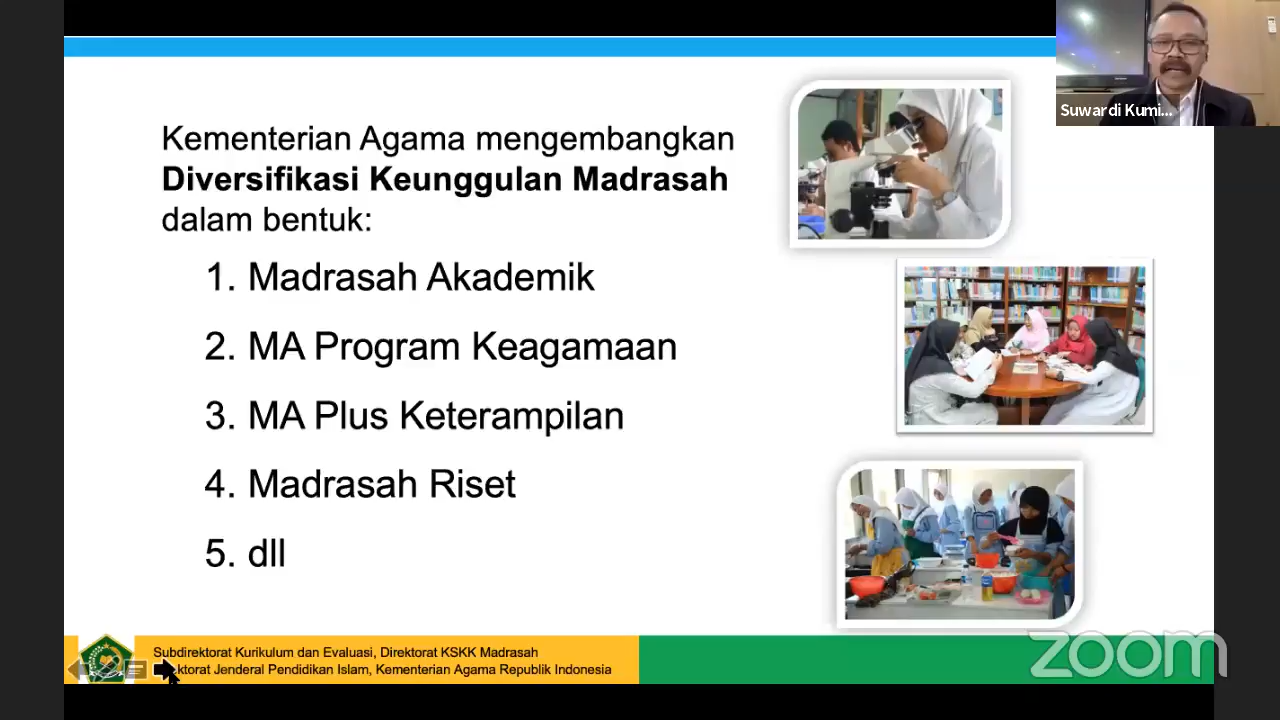 Kementerian Agama mengembangkan
Diversifikasi Keunggulan Madrasah
dalam bentuk:
1. Madrasah Akademik
2. MA Program Keagamaan
3. MA Plus Keterampilan
4. Madrasah Riset
5. dll
Suwardi Kumi...
Subdirektorat Kurikulum dan Evaluasi, Direktorat KSKK Madrasah
ktorat Jenderal Pendidikan Islam, Kementerian Agama Republik Indonesia
zoom